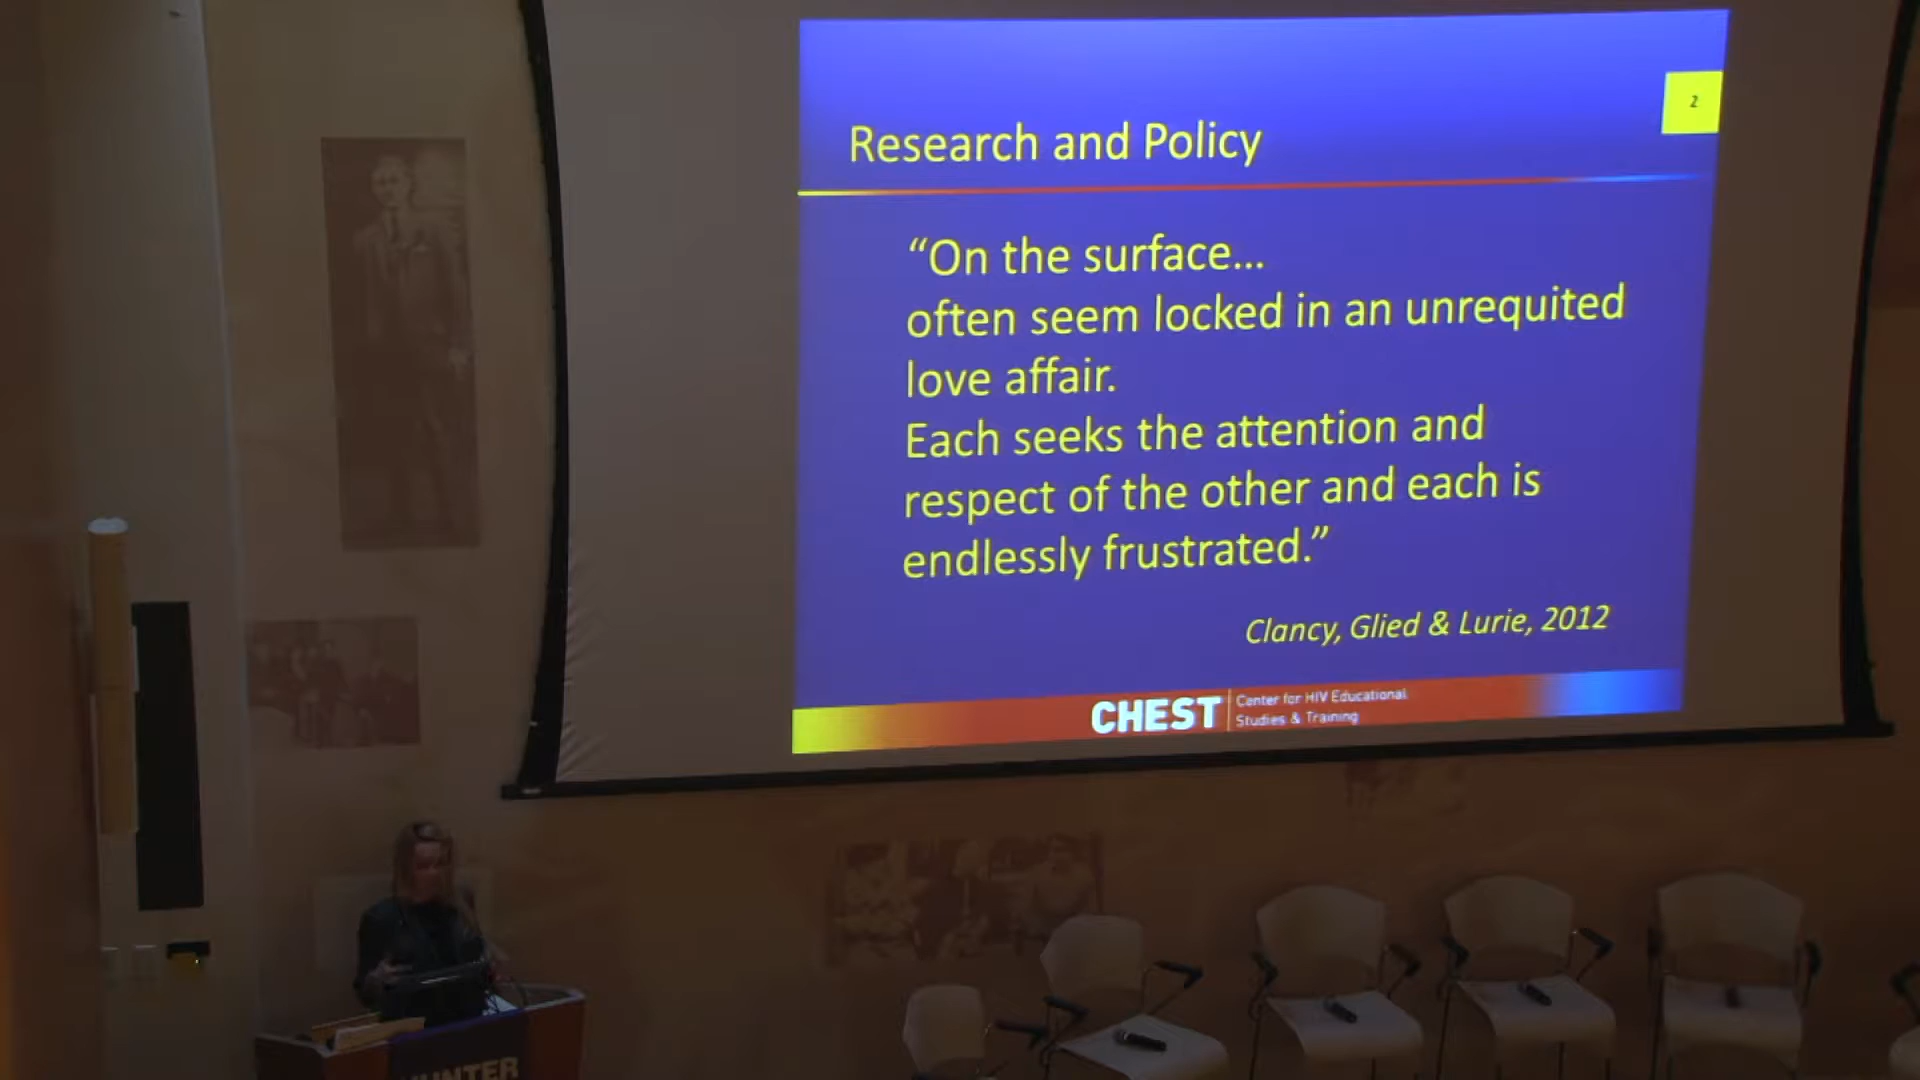 2
Research and Policy
“On the surface...
often seem locked in an unrequited
love affair.
Each seeks the attention and
respect of the other and each is
endlessly frustrated.”
Clancy, Glied & Lurie, 2012
CHEST
Center for HIV Educational
Studies & Training
HUNTER